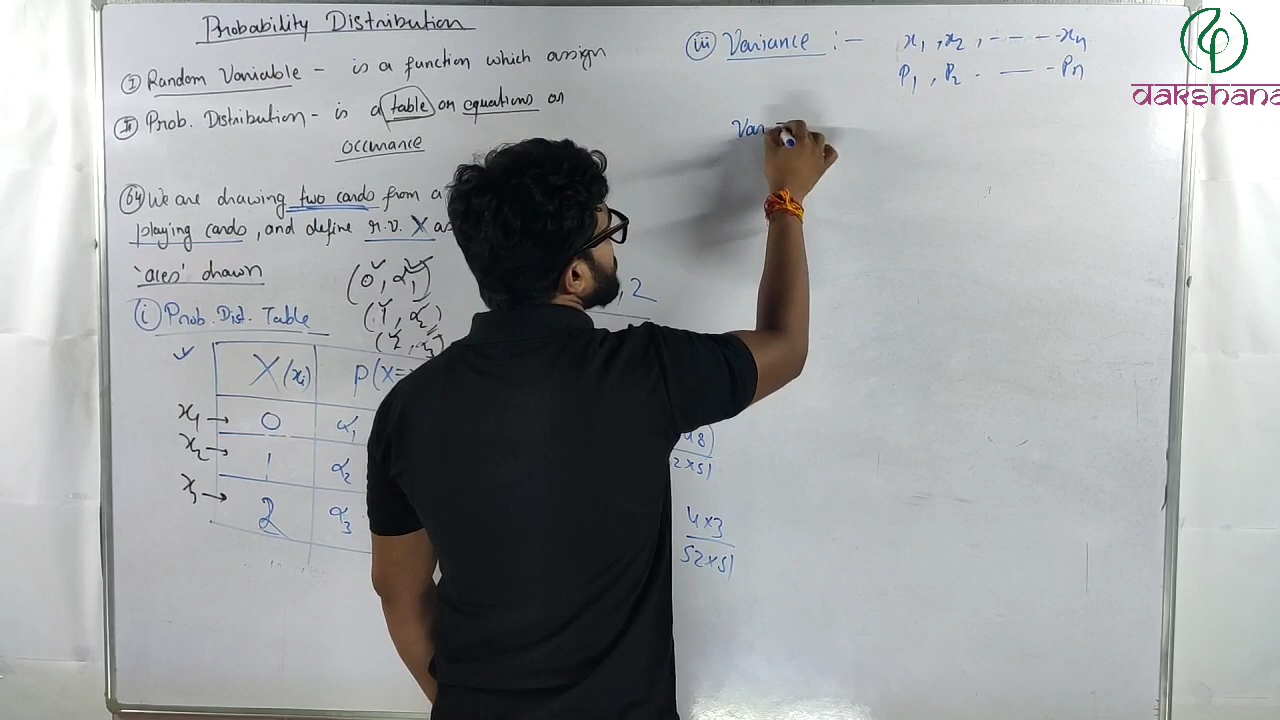 Probability Distribution
(I) Random Variable - is a function which assign
(II) Prob. Distribution - is a table or equations or
occurance
(64) We are drawing two cards from a
playing cards, and define r.v. X as
'aces' drawn
(0, α₁)
(1, α₂)
(2, α₃)
, 2
(i) Prob. Dist. Table
X(xᵢ) P(X=
x₁ → 0 α₁
x₂ → 1 α₂
x₃ → 2 α₃
48)
2×51
4×3
52×51
(iii) Variance :- x₁, x₂, ---- xₙ
P₁, P₂ . --- Pₙ
Var
dakshana